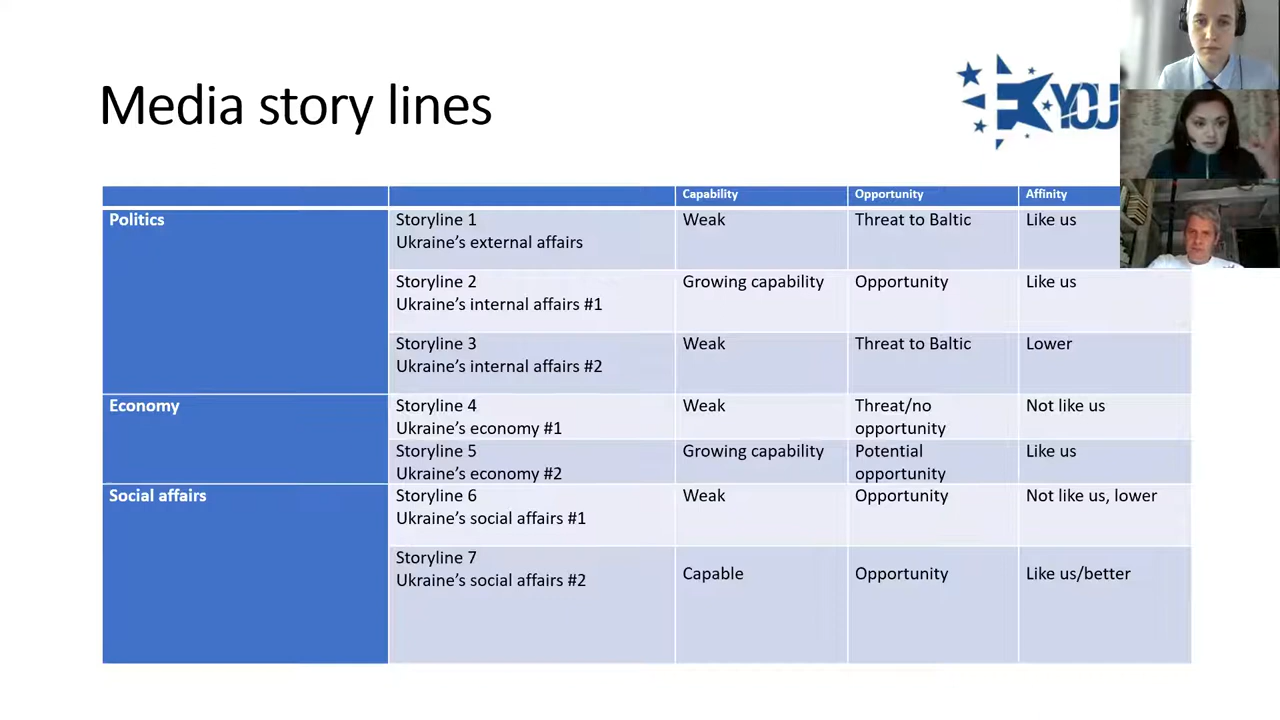 Media story lines
YOU
Capability Opportunity Affinity
Politics Storyline 1 Weak Threat to Baltic Like us
Ukraine’s external affairs
Storyline 2 Growing capability Opportunity Like us
Ukraine’s internal affairs #1
Storyline 3 Weak Threat to Baltic Lower
Ukraine’s internal affairs #2
Economy Storyline 4 Weak Threat/no Not like us
Ukraine’s economy #1 opportunity
Storyline 5 Growing capability Potential Like us
Ukraine’s economy #2 opportunity
Social affairs Storyline 6 Weak Opportunity Not like us, lower
Ukraine’s social affairs #1
Storyline 7
Ukraine’s social affairs #2 Capable Opportunity Like us/better